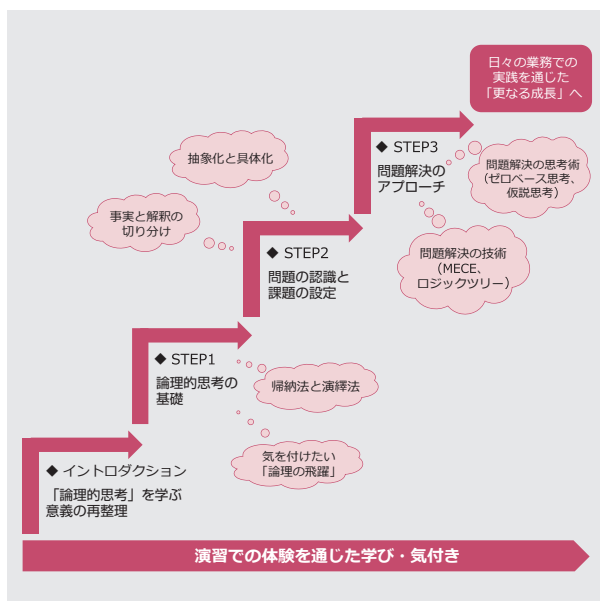 日々の業務での
実践を通じた
「更なる成長」へ
◆ STEP3
問題解決の
アプローチ
問題解決の思考術
(ゼロベース思考、
仮説思考)
問題解決の技術
(MECE、
ロジックツリー)
抽象化と具体化
事実と解釈の
切り分け
◆ STEP2
問題の認識と
課題の設定
◆ STEP1
論理的思考の
基礎
帰納法と演繹法
気を付けたい
「論理の飛躍」
◆ イントロダクション
「論理的思考」を学ぶ
意義の再整理
演習での体験を通じた学び・気付き